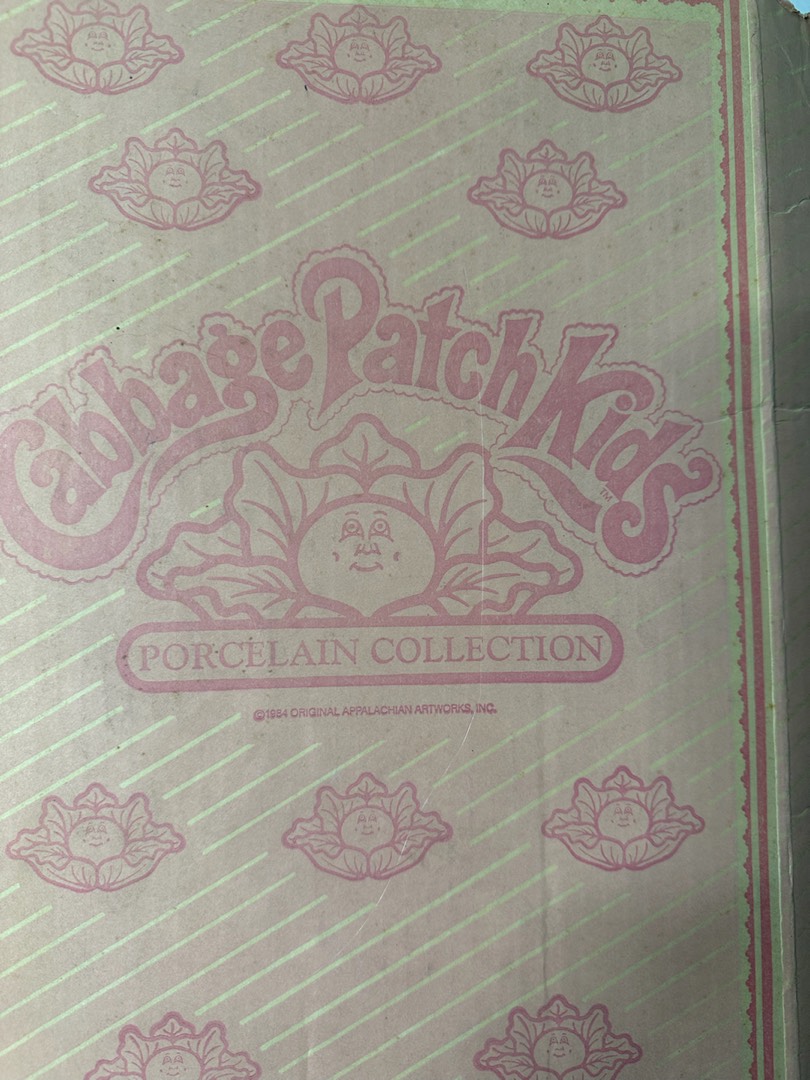 Cabbage Patch Kids™
PORCELAIN COLLECTION
©1984 ORIGINAL APPALACHIAN ARTWORKS, INC.